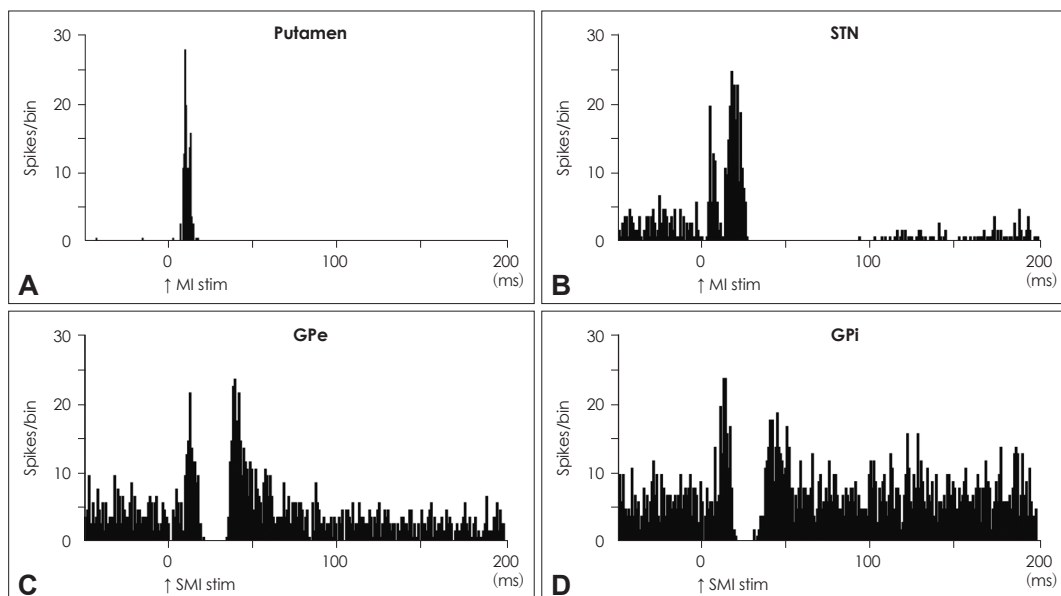 Putamen
30
20
10
0
Spikes/bin
0
100
200
(ms)
↑ MI stim
A
STN
30
20
10
0
Spikes/bin
0
100
200
(ms)
↑ MI stim
B
GPe
30
20
10
0
Spikes/bin
0
100
200
(ms)
↑ SMI stim
C
GPi
30
20
10
0
Spikes/bin
0
100
200
(ms)
↑ SMI stim
D